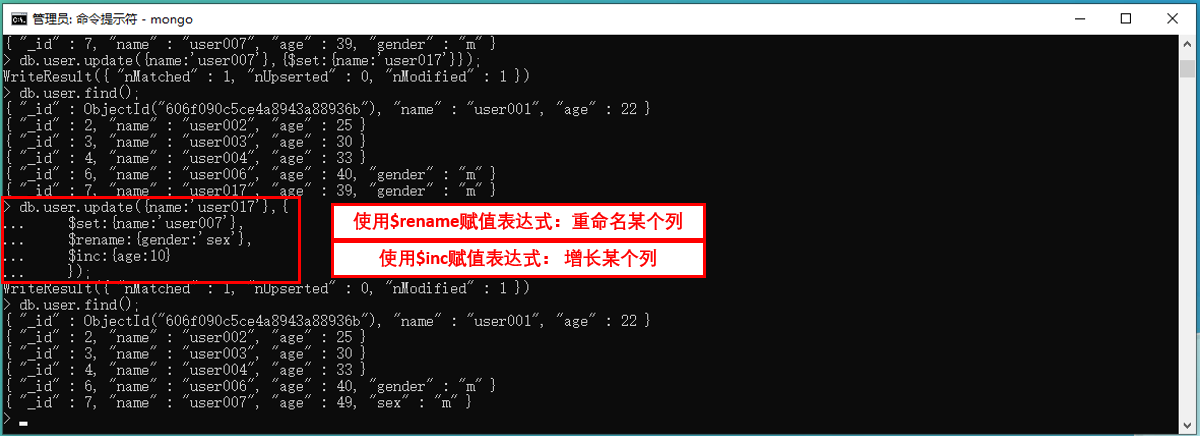 管理员: 命令提示符 - mongo
{ "_id" : 7, "name" : "user007", "age" : 39, "gender" : "m" }
> db.user.update({name:'user007'},{$set:{name:'user017'}});
WriteResult({ "nMatched" : 1, "nUpserted" : 0, "nModified" : 1 })
> db.user.find();
{ "_id" : ObjectId("606f090c5ce4a8943a88936b"), "name" : "user001", "age" : 22 }
{ "_id" : 2, "name" : "user002", "age" : 25 }
{ "_id" : 3, "name" : "user003", "age" : 30 }
{ "_id" : 4, "name" : "user004", "age" : 33 }
{ "_id" : 6, "name" : "user006", "age" : 40, "gender" : "m" }
{ "_id" : 7, "name" : "user017", "age" : 39, "gender" : "m" }
> db.user.update({name:'user017'},{
...     $set:{name:'user007'},
...     $rename:{gender:'sex'},
...     $inc:{age:10}
...     });
使用$rename赋值表达式：重命名某个列
使用$inc赋值表达式： 增长某个列
WriteResult({ "nMatched" : 1, "nUpserted" : 0, "nModified" : 1 })
> db.user.find();
{ "_id" : ObjectId("606f090c5ce4a8943a88936b"), "name" : "user001", "age" : 22 }
{ "_id" : 2, "name" : "user002", "age" : 25 }
{ "_id" : 3, "name" : "user003", "age" : 30 }
{ "_id" : 4, "name" : "user004", "age" : 33 }
{ "_id" : 6, "name" : "user006", "age" : 40, "gender" : "m" }
{ "_id" : 7, "name" : "user007", "age" : 49, "sex" : "m" }
>